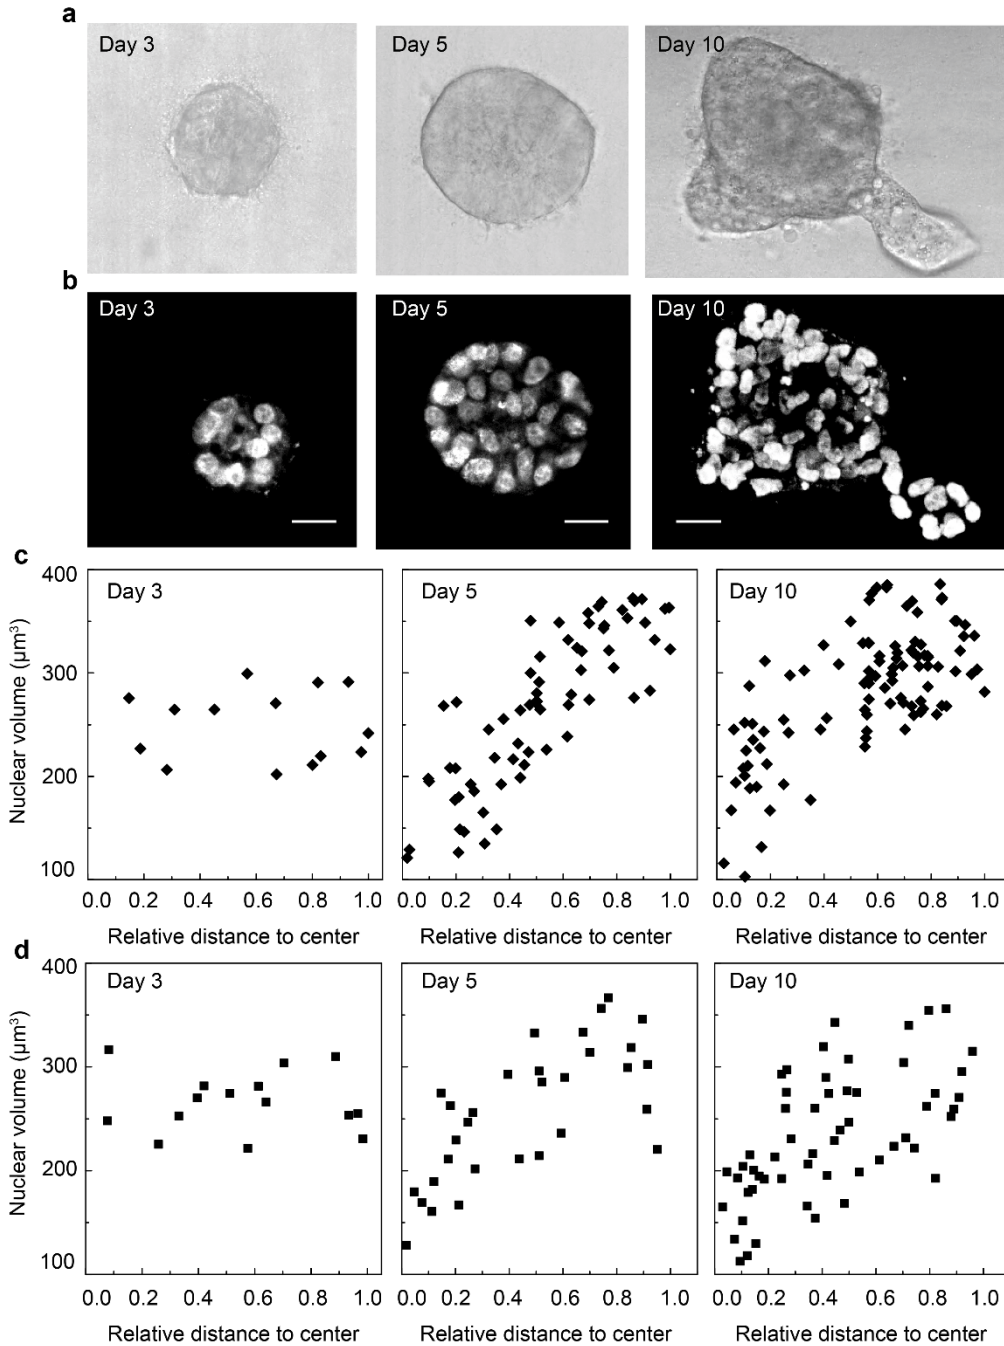 a
Day 3
Day 5
Day 10
b
Day 3
Day 5
Day 10
c
Day 3
Day 5
Day 10
400
300
200
100
Nuclear volume (µm³)
0.0 0.2 0.4 0.6 0.8 1.0
0.0 0.2 0.4 0.6 0.8 1.0
0.0 0.2 0.4 0.6 0.8 1.0
Relative distance to center
Relative distance to center
Relative distance to center
d
Day 3
Day 5
Day 10
400
300
200
100
Nuclear volume (µm³)
0.0 0.2 0.4 0.6 0.8 1.0
0.0 0.2 0.4 0.6 0.8 1.0
0.0 0.2 0.4 0.6 0.8 1.0
Relative distance to center
Relative distance to center
Relative distance to center